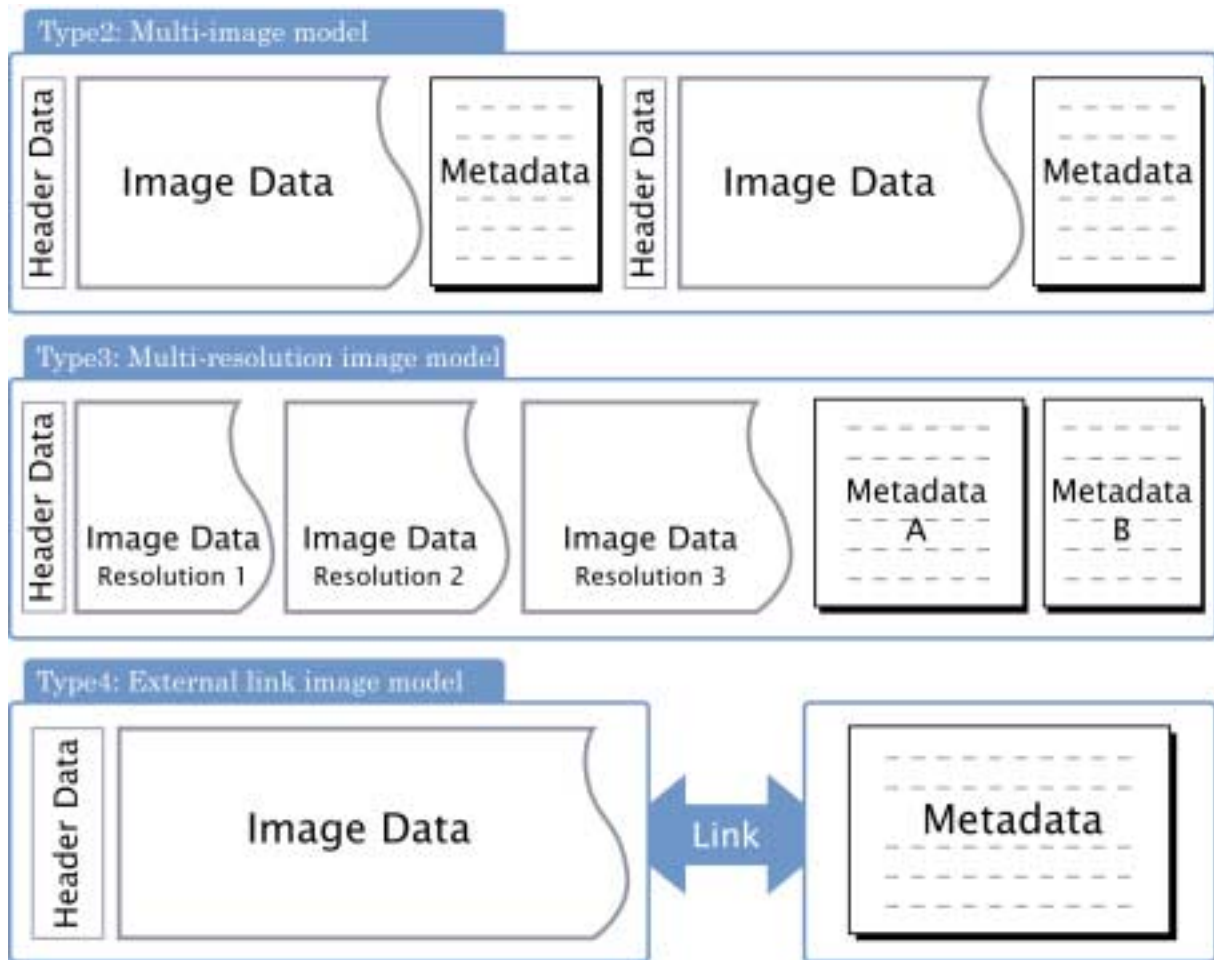 Type2: Multi-image model
Header Data
Image Data
Metadata
Header Data
Image Data
Metadata
Type3: Multi-resolution image model
Header Data
Image Data
Resolution 1
Image Data
Resolution 2
Image Data
Resolution 3
Metadata
A
Metadata
B
Type4: External link image model
Header Data
Image Data
Link
Metadata